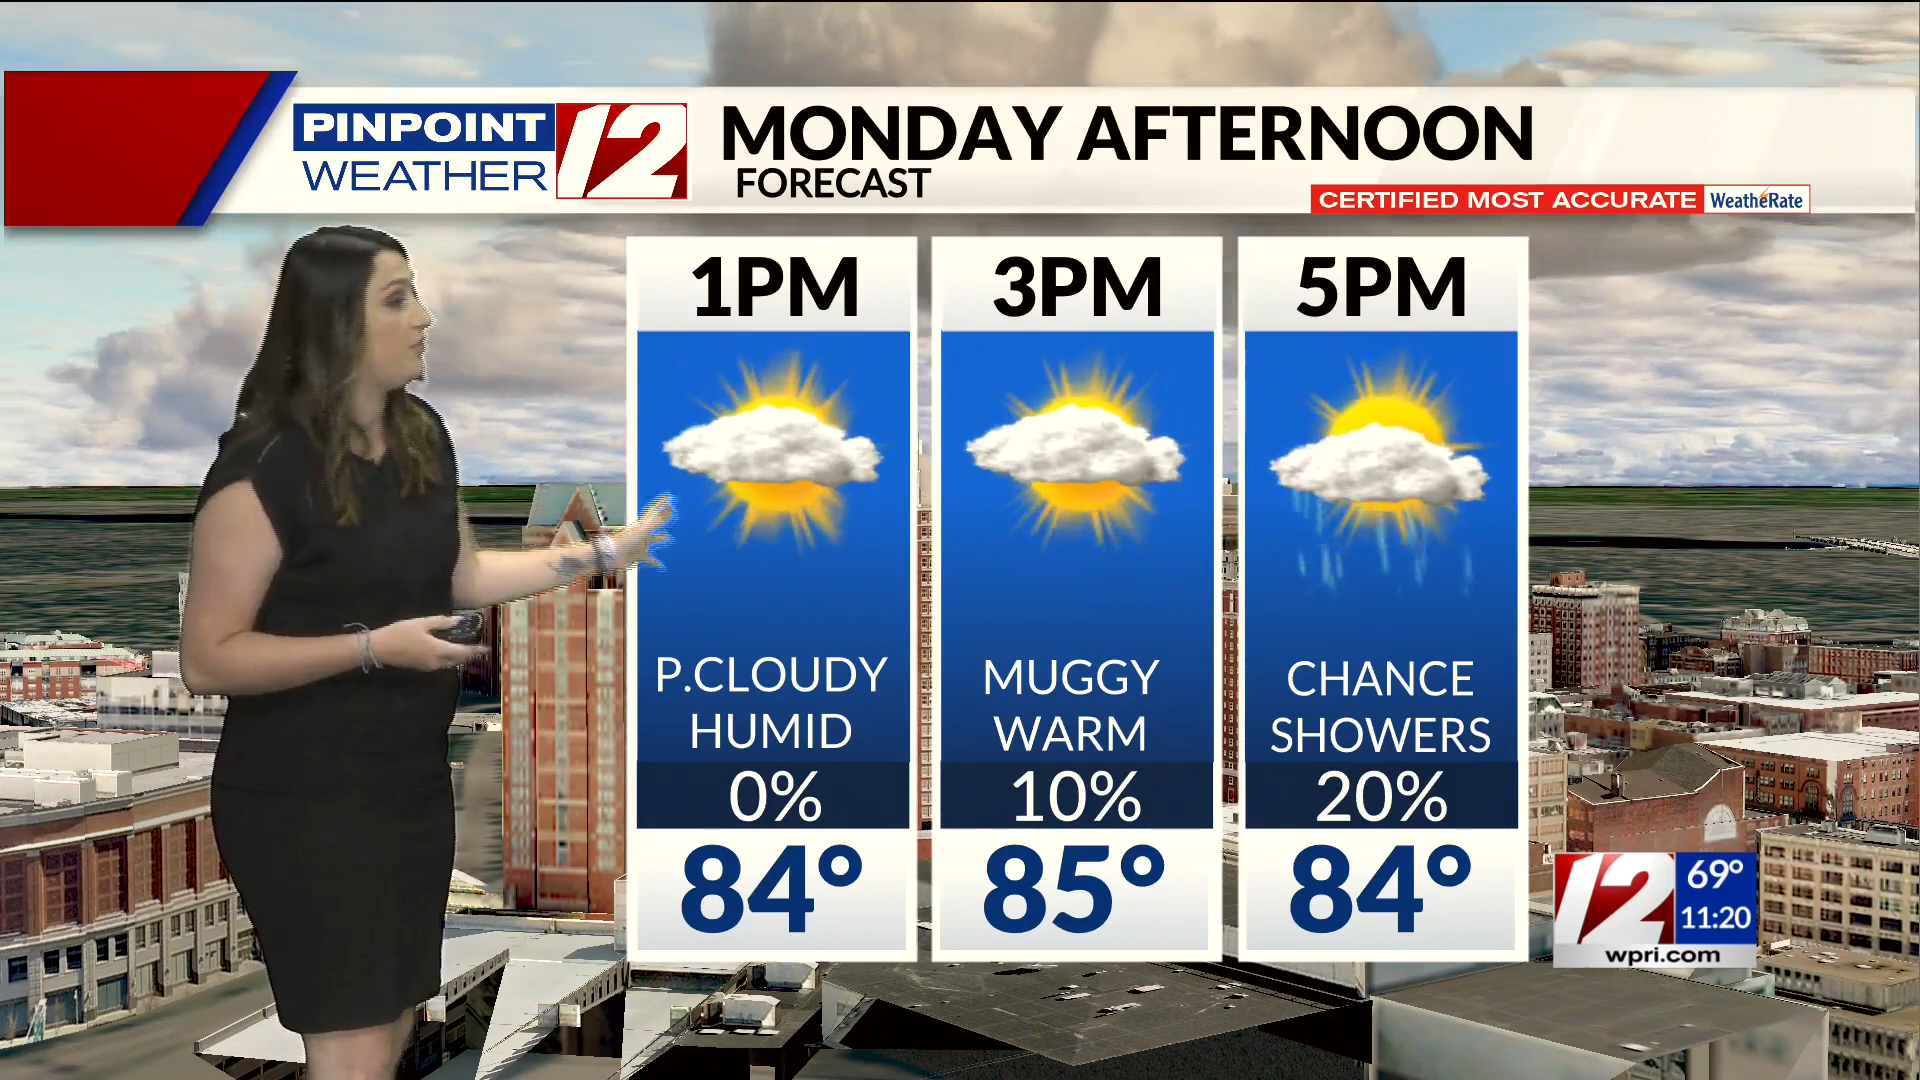 PINPOINT
WEATHER
12
MONDAY AFTERNOON
FORECAST
CERTIFIED MOST ACCURATE WeatheRate
1PM
P.CLOUDY
HUMID
0%
84°
3PM
MUGGY
WARM
10%
85°
5PM
CHANCE
SHOWERS
20%
84°
12
69°
11:20
wpri.com